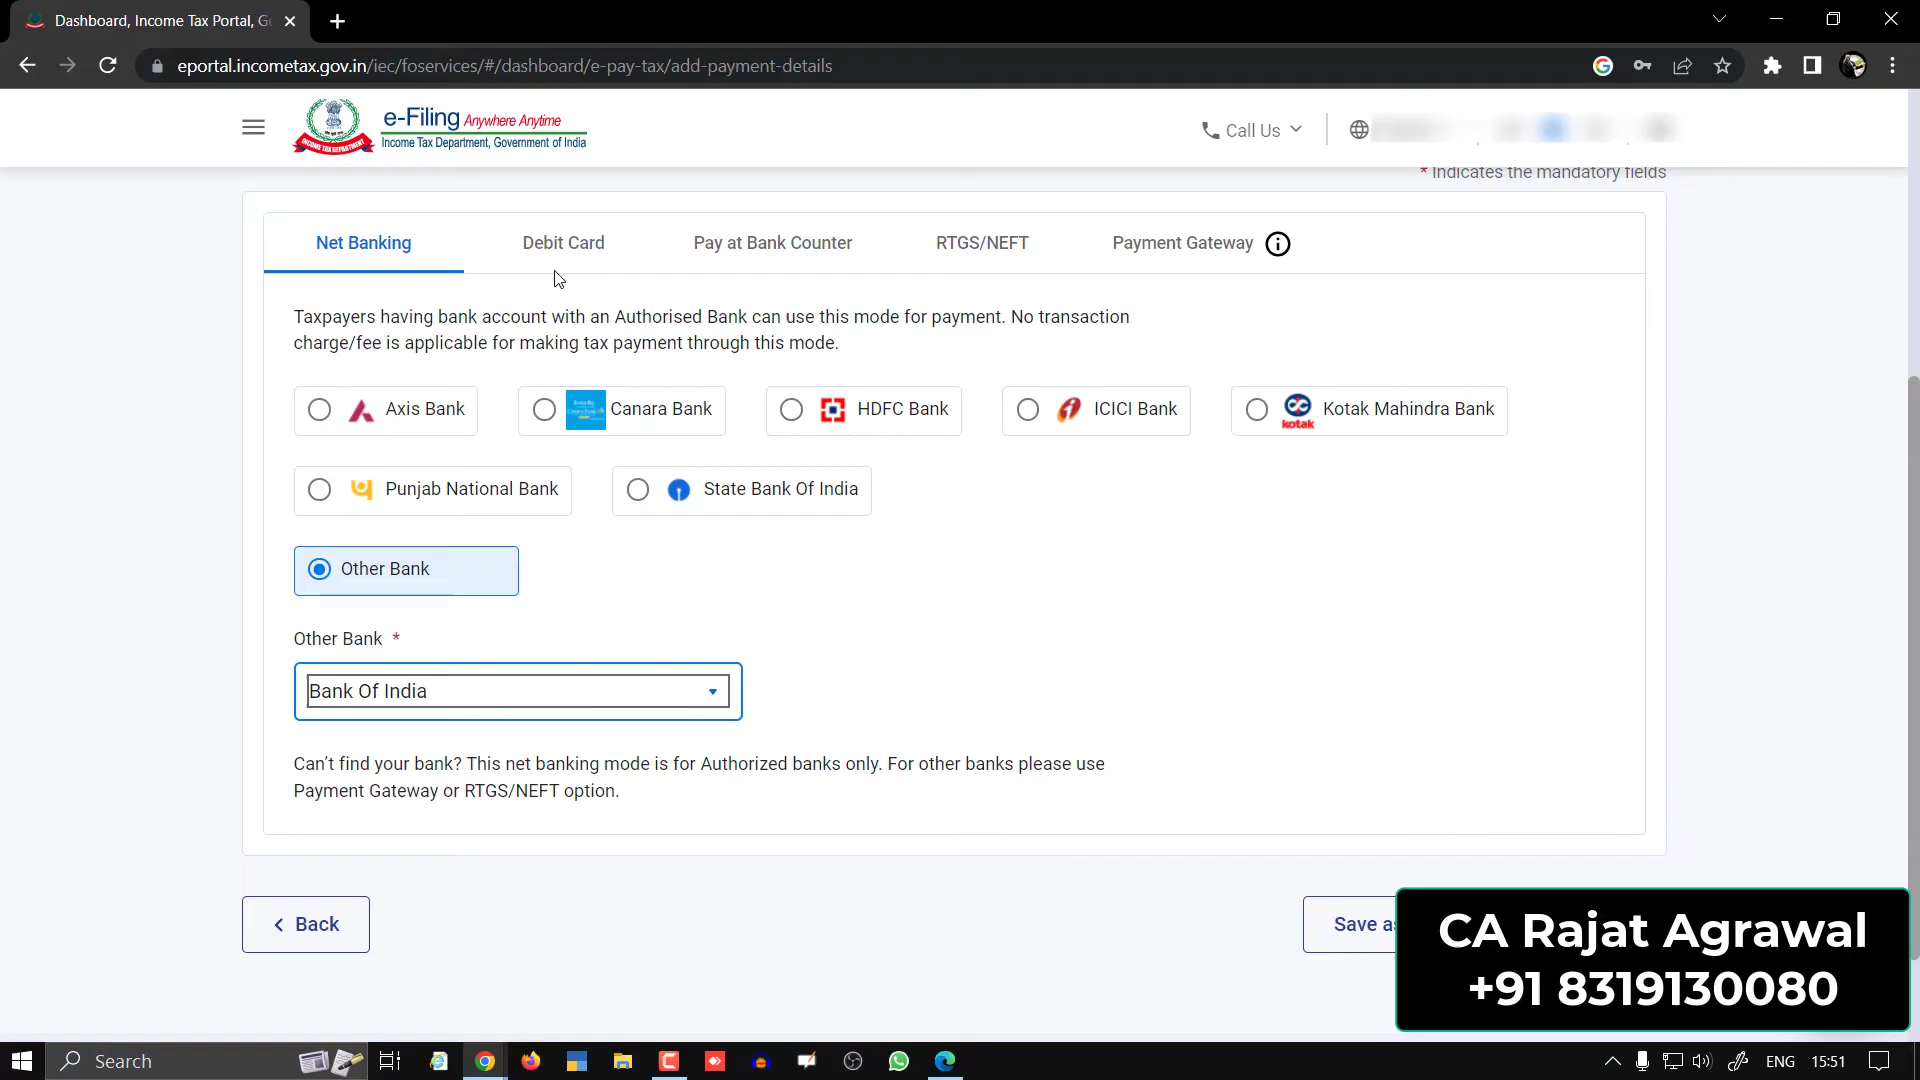 Dashboard, Income Tax Portal, G
eportal.incometax.gov.in/iec/foservices/#/dashboard/e-pay-tax/add-payment-details
e-Filing Anywhere Anytime
Income Tax Department, Government of India
Call Us
* Indicates the mandatory fields
Net Banking
Debit Card
Pay at Bank Counter
RTGS/NEFT
Payment Gateway
Taxpayers having bank account with an Authorised Bank can use this mode for payment. No transaction
charge/fee is applicable for making tax payment through this mode.
Axis Bank
Canara Bank
HDFC Bank
ICICI Bank
kotak
Kotak Mahindra Bank
Punjab National Bank
State Bank Of India
Other Bank
Other Bank *
Bank Of India
Can't find your bank? This net banking mode is for Authorized banks only. For other banks please use
Payment Gateway or RTGS/NEFT option.
Back
Save as
CA Rajat Agrawal
+91 8319130080
Search
ENG
15:51